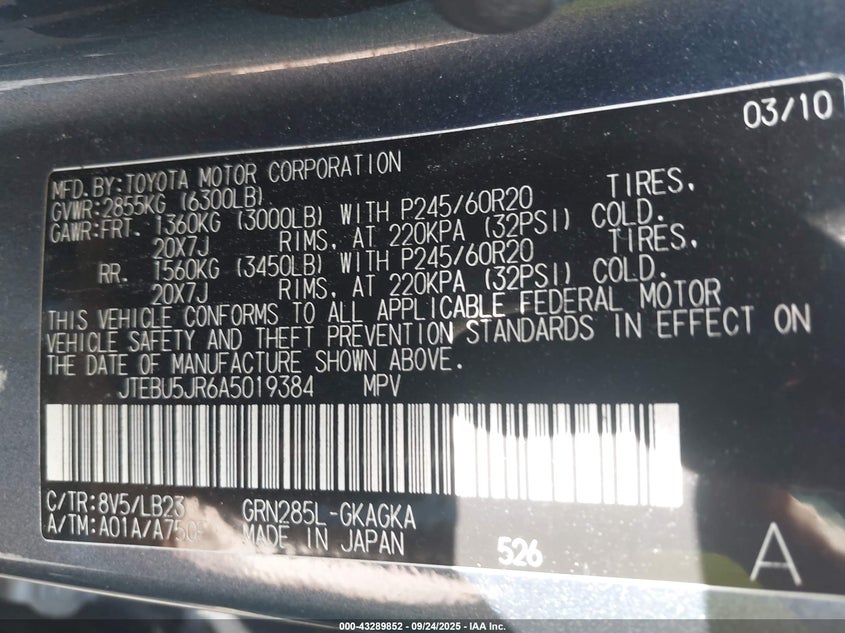 03/10
MFD.BY:TOYOTA MOTOR CORPORATION
GVWR:2855KG (6300LB)
GAWR:FRT. 1360KG (3000LB) WITH P245/60R20 TIRES,
20X7J RIMS, AT 220KPA (32PSI) COLD.
RR. 1560KG (3450LB) WITH P245/60R20 TIRES,
20X7J RIMS, AT 220KPA (32PSI) COLD.
THIS VEHICLE CONFORMS TO ALL APPLICABLE FEDERAL MOTOR
VEHICLE SAFETY AND THEFT PREVENTION STANDARDS IN EFFECT ON
THE DATE OF MANUFACTURE SHOWN ABOVE.
JTEBU5JR6A5019384 MPV
C/TR:8V5/LB23 GRN285L-GKAGKA
A/TM:A01A/A750F MADE IN JAPAN
526 A
000-43289852 - 09/24/2025 - IAA Inc.